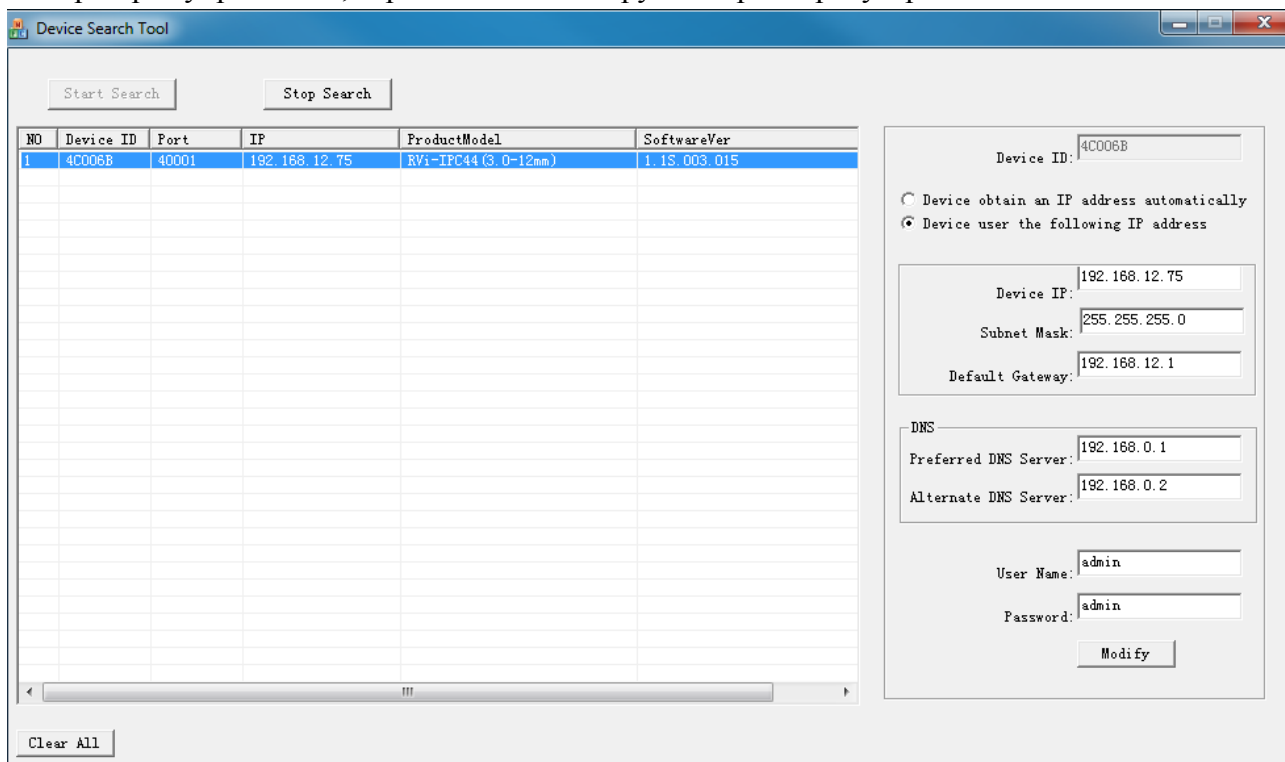 Device Search Tool
Start Search
Stop Search
NO Device ID Port IP ProductModel SoftwareVer
1 4C006B 40001 192.168.12.75 RVi-IPC44(3.0-12mm) 1.1S.003.015
Device ID: 4C006B
Device obtain an IP address automatically
Device user the following IP address
Device IP: 192.168.12.75
Subnet Mask: 255.255.255.0
Default Gateway: 192.168.12.1
DNS
Preferred DNS Server: 192.168.0.1
Alternate DNS Server: 192.168.0.2
User Name: admin
Password: admin
Modify
Clear All